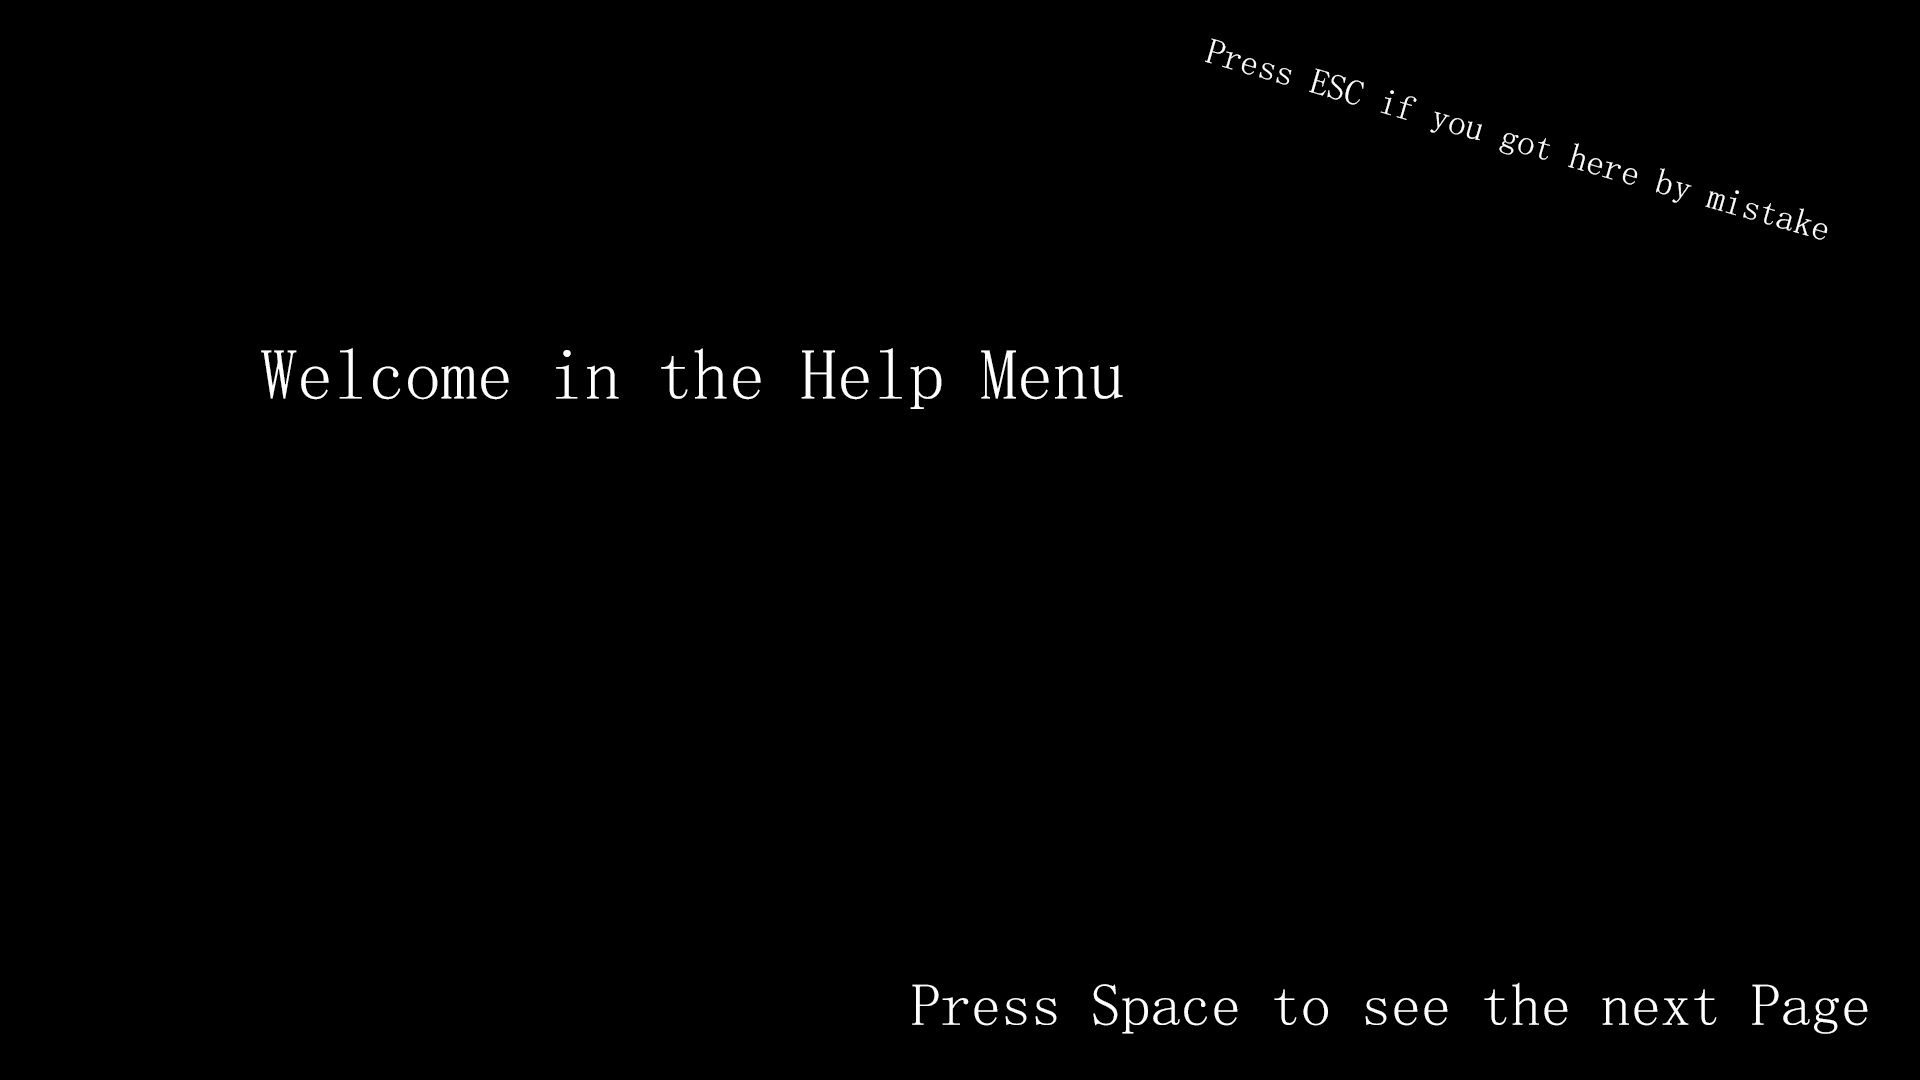 Press ESC if you got here by mistake
Welcome in the Help Menu
Press Space to see the next Page